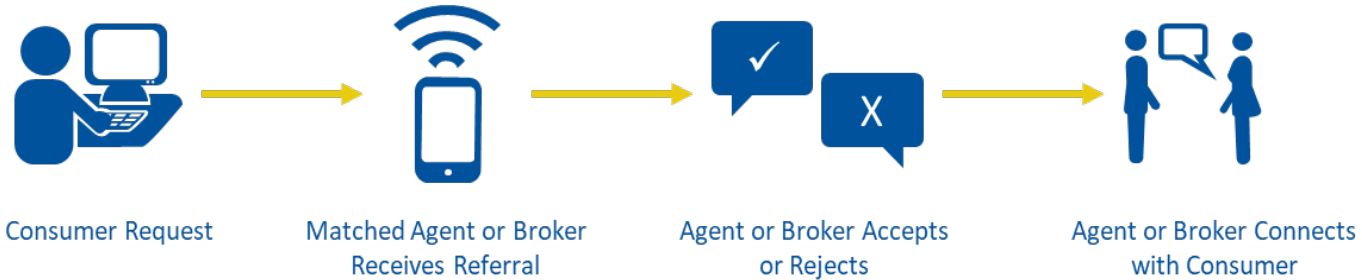 X
Consumer Request
Matched Agent or Broker
Receives Referral
Agent or Broker Accepts
or Rejects
Agent or Broker Connects
with Consumer